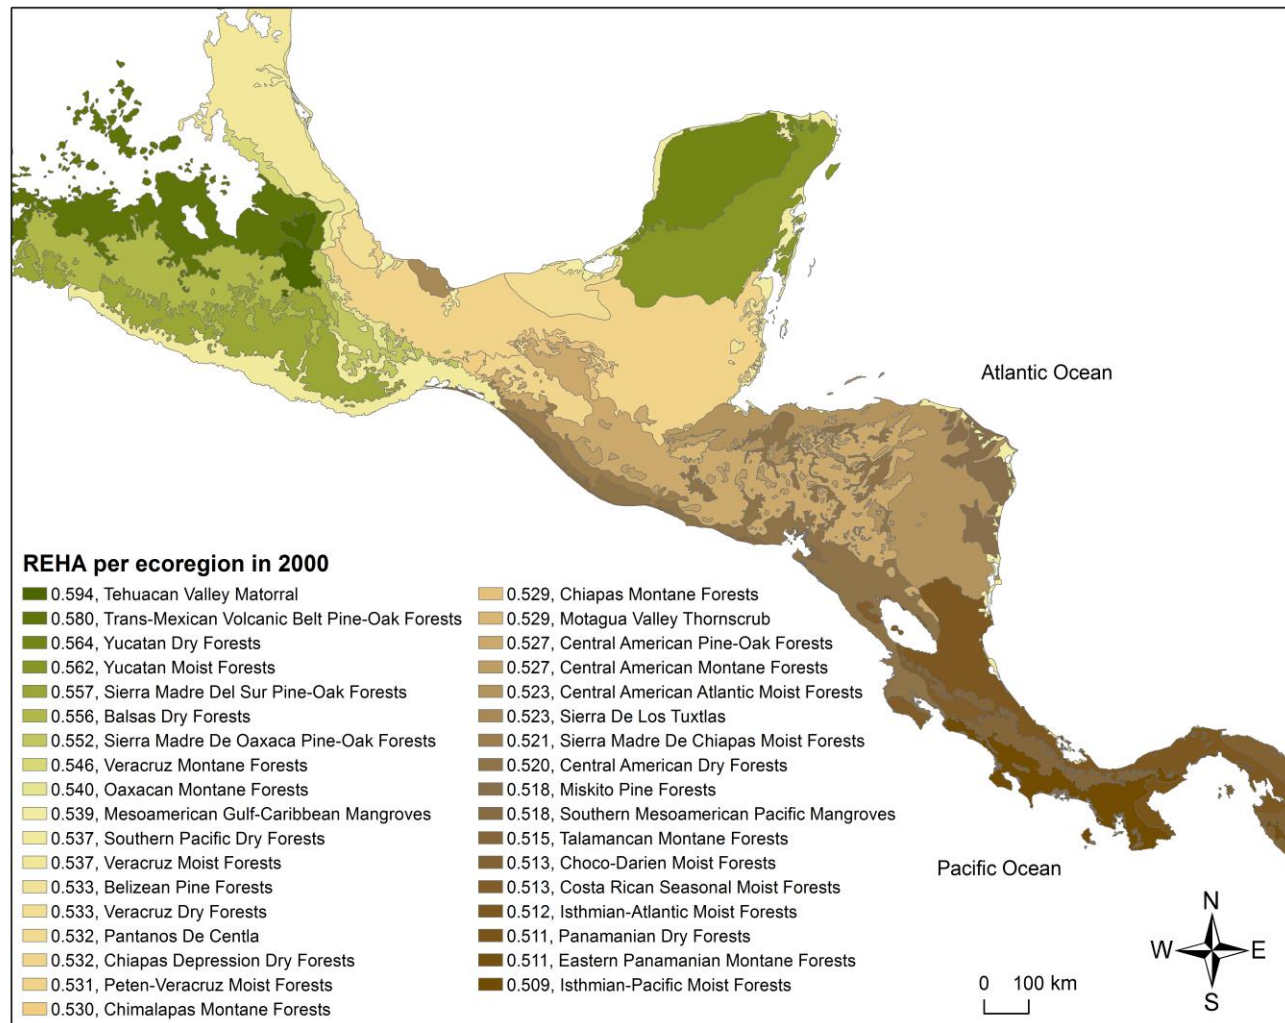 Atlantic Ocean
REHA per ecoregion in 2000
0.594, Tehuacan Valley Matorral
0.580, Trans-Mexican Volcanic Belt Pine-Oak Forests
0.564, Yucatan Dry Forests
0.562, Yucatan Moist Forests
0.557, Sierra Madre Del Sur Pine-Oak Forests
0.556, Balsas Dry Forests
0.552, Sierra Madre De Oaxaca Pine-Oak Forests
0.546, Veracruz Montane Forests
0.540, Oaxacan Montane Forests
0.539, Mesoamerican Gulf-Caribbean Mangroves
0.537, Southern Pacific Dry Forests
0.537, Veracruz Moist Forests
0.533, Belizean Pine Forests
0.533, Veracruz Dry Forests
0.532, Pantanos De Centla
0.532, Chiapas Depression Dry Forests
0.531, Peten-Veracruz Moist Forests
0.530, Chimalapas Montane Forests
0.529, Chiapas Montane Forests
0.529, Motagua Valley Thornscrub
0.527, Central American Pine-Oak Forests
0.527, Central American Montane Forests
0.523, Central American Atlantic Moist Forests
0.523, Sierra De Los Tuxtlas
0.521, Sierra Madre De Chiapas Moist Forests
0.520, Central American Dry Forests
0.518, Miskito Pine Forests
0.518, Southern Mesoamerican Pacific Mangroves
0.515, Talamancan Montane Forests
0.513, Choco-Darien Moist Forests
0.513, Costa Rican Seasonal Moist Forests
0.512, Isthmian-Atlantic Moist Forests
0.511, Panamanian Dry Forests
0.511, Eastern Panamanian Montane Forests
0.509, Isthmian-Pacific Moist Forests
Pacific Ocean
N
W E
S
0 100 km